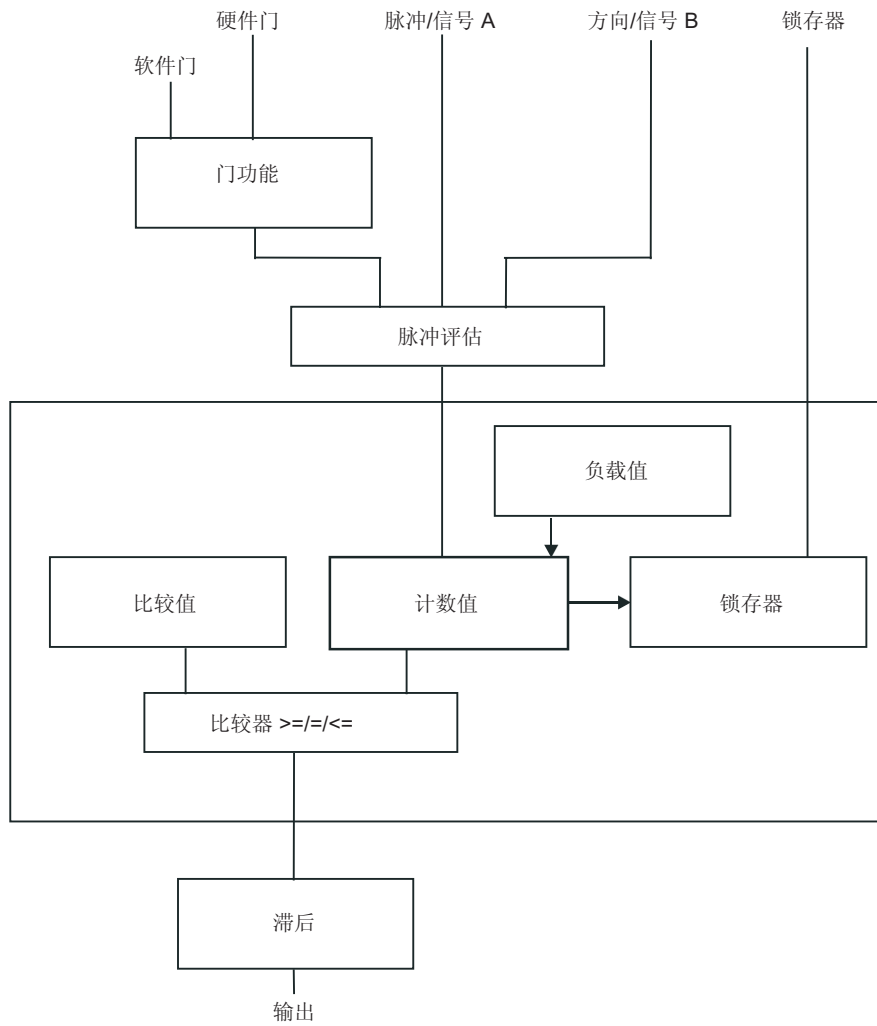 硬件门
脉冲/信号 A
方向/信号 B
锁存器
软件门
门功能
脉冲评估
负载值
比较值
计数值
锁存器
比较器 >=/=/<=
滞后
输出